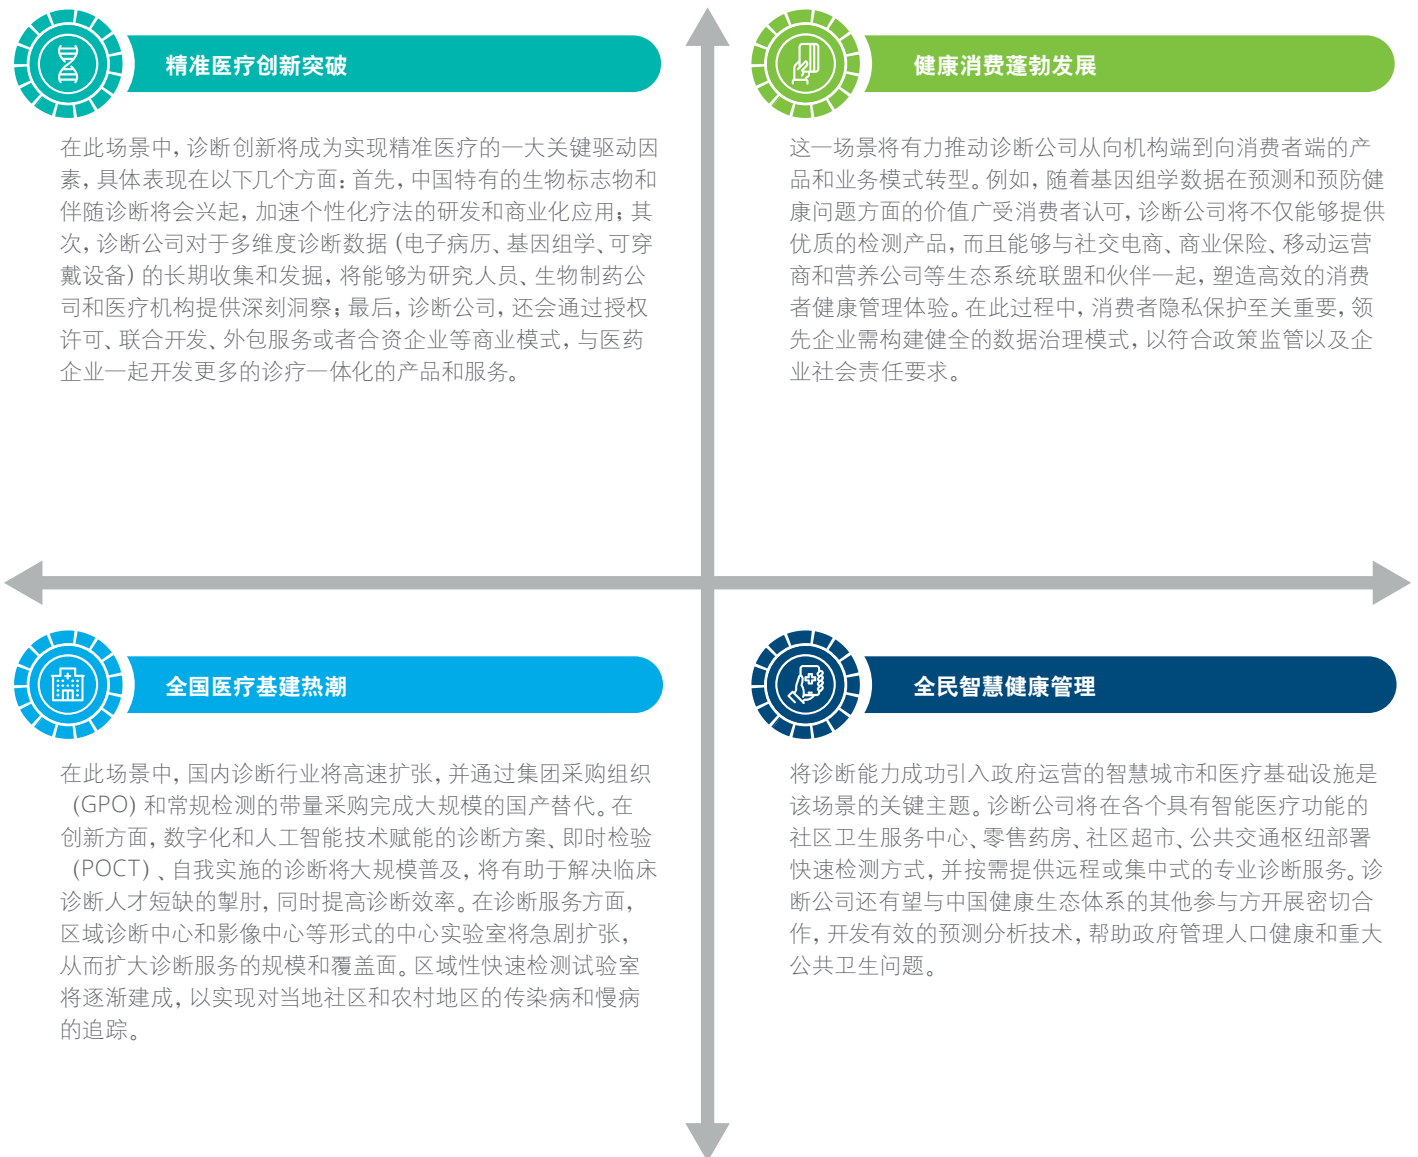 精准医疗创新突破
在此场景中，诊断创新将成为实现精准医疗的一大关键驱动因
素，具体表现在以下几个方面：首先，中国特有的生物标志物和
伴随诊断将会兴起，加速个性化疗法的研发和商业化应用；其
次，诊断公司对于多维度诊断数据（电子病历、基因组学、可穿
戴设备）的长期收集和发掘，将能够为研究人员、生物制药公
司和医疗机构提供深刻洞察；最后，诊断公司，还会通过授权
许可、联合开发、外包服务或者合资企业等商业模式，与医药
企业一起开发更多的诊疗一体化的产品和服务。
健康消费蓬勃发展
这一场景将有力推动诊断公司从向机构端到向消费者端的产
品和业务模式转型。例如，随着基因组学数据在预测和预防健
康问题方面的价值广受消费者认可，诊断公司将不仅能够提供
优质的检测产品，而且能够与社交电商、商业保险、移动运营
商和营养公司等生态系统联盟和伙伴一起，塑造高效的消费
者健康管理体验。在此过程中，消费者隐私保护至关重要，领
先企业需构建健全的数据治理模式，以符合政策监管以及企
业社会责任要求。
全国医疗基建热潮
在此场景中，国内诊断行业将高速扩张，并通过集团采购组织
（GPO）和常规检测的带量采购完成大规模的国产替代。在
创新方面，数字化和人工智能技术赋能的诊断方案、即时检验
（POCT）、自我实施的诊断将大规模普及，将有助于解决临床
诊断人才短缺的掣肘，同时提高诊断效率。在诊断服务方面，
区域诊断中心和影像中心等形式的中心实验室将急剧扩张，
从而扩大诊断服务的规模和覆盖面。区域性快速检测试验室
将逐渐建成，以实现对当地社区和农村地区的传染病和慢病
的追踪。
全民智慧健康管理
将诊断能力成功引入政府运营的智慧城市和医疗基础设施是
该场景的关键主题。诊断公司将在各个具有智能医疗功能的
社区卫生服务中心、零售药房、社区超市、公共交通枢纽部署
快速检测方式，并按需提供远程或集中式的专业诊断服务。诊
断公司还有望与中国健康生态体系的其他参与方开展密切合
作，开发有效的预测分析技术，帮助政府管理人口健康和重大
公共卫生问题。